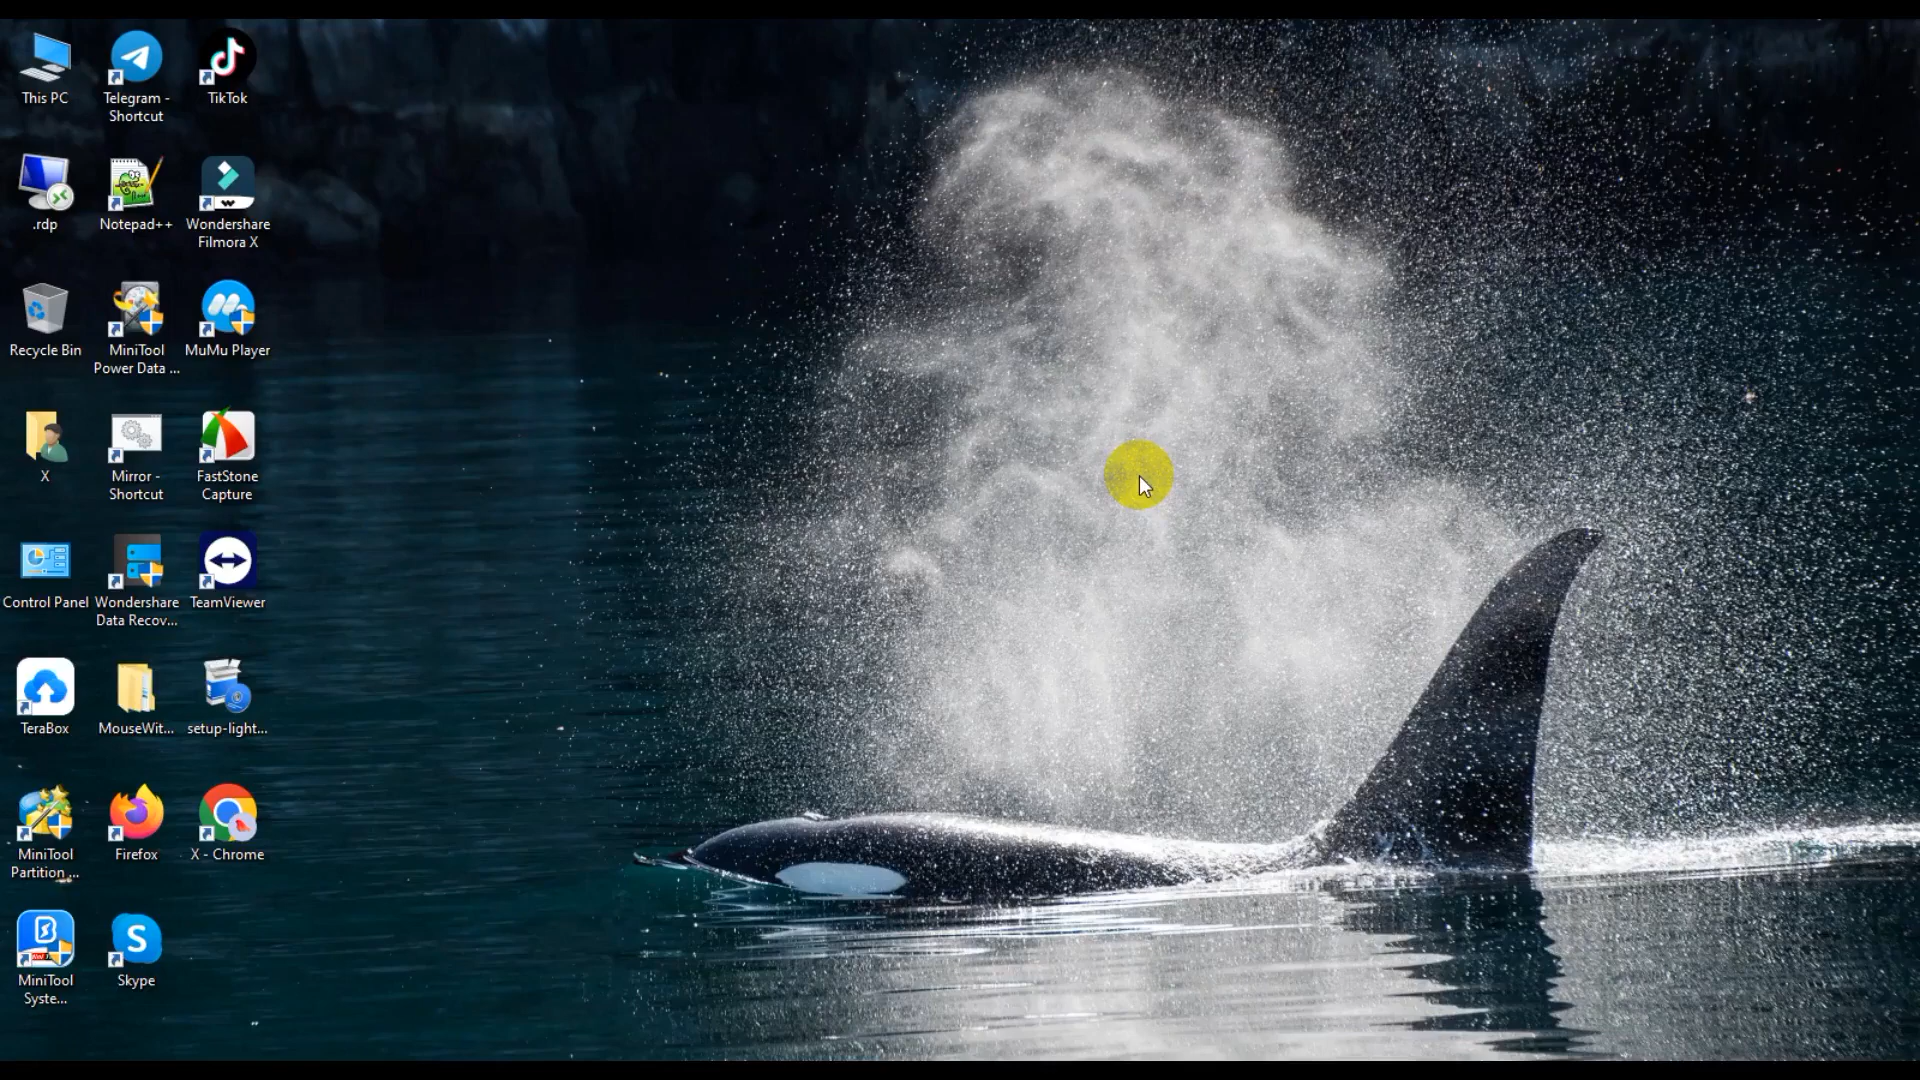 This PC
Telegram -
Shortcut
TikTok
.rdp
Notepad++
Wondershare
Filmora X
Recycle Bin
MiniTool
Power Data ...
MuMu Player
X
Mirror -
Shortcut
FastStone
Capture
Control Panel
Wondershare
Data Recov...
TeamViewer
TeraBox
MouseWit...
setup-light...
MiniTool
Partition ...
Firefox
X - Chrome
MiniTool
Syste...
Skype